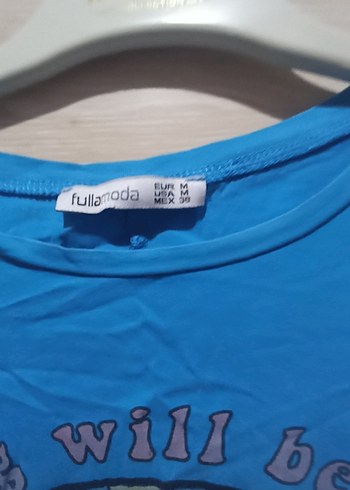 fullamoda
EUR M
USA M
MEX 38
will be